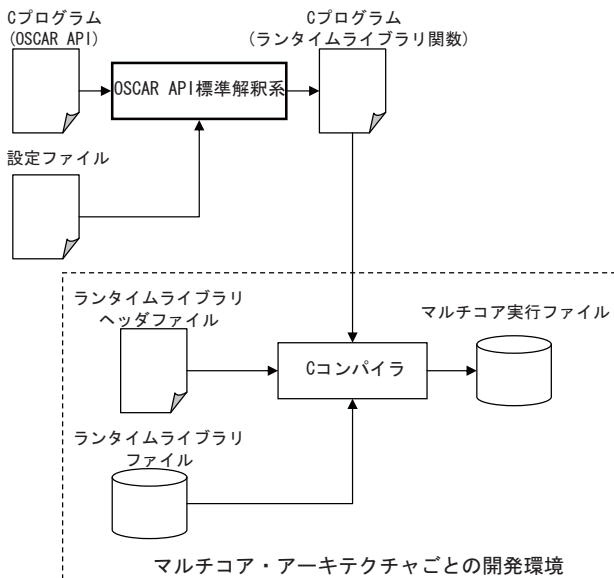 Cプログラム
(OSCAR API)
OSCAR API標準解釈系
Cプログラム
(ランタイムライブラリ関数)
設定ファイル
ランタイムライブラリ
ヘッダファイル
Cコンパイラ
マルチコア実行ファイル
ランタイムライブラリ
ファイル
マルチコア・アーキテクチャごとの開発環境